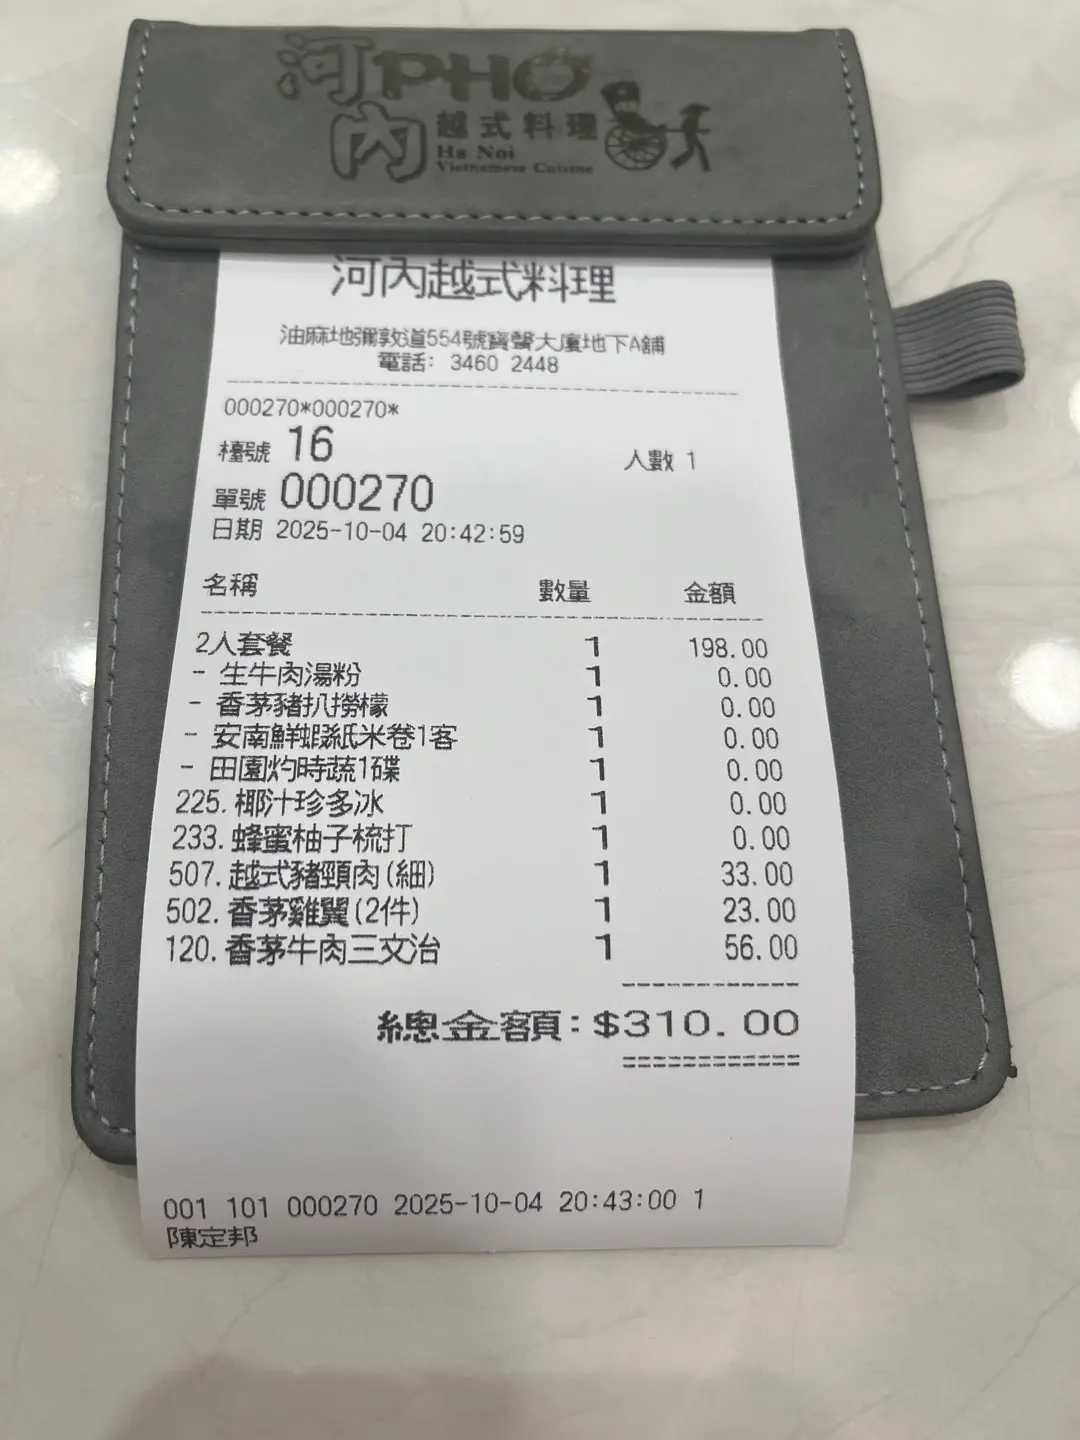 河內 PHỞ
越式料理
Ha Noi
Vietnamese Cuisine
河內越式料理
油麻地彌敦道554號寶聲大廈地下A舖
電話: 3460 2448
000270*000270*
檯號 16 人數 1
單號 000270
日期 2025-10-04 20:42:59
名稱 數量 金額
2人套餐 1 198.00
- 生牛肉湯粉 1 0.00
- 香茅豬扒撈檬 1 0.00
- 安南鮮蝦紙米卷1客 1 0.00
- 田園灼時蔬1碟 1 0.00
225. 椰汁珍多冰 1 0.00
233. 蜂蜜柚子梳打 1 0.00
507. 越式豬頸肉(細) 1 33.00
502. 香茅雞翼(2件) 1 23.00
120. 香茅牛肉三文治 1 56.00
總金額: $310.00
001 101 000270 2025-10-04 20:43:00 1
陳定邦